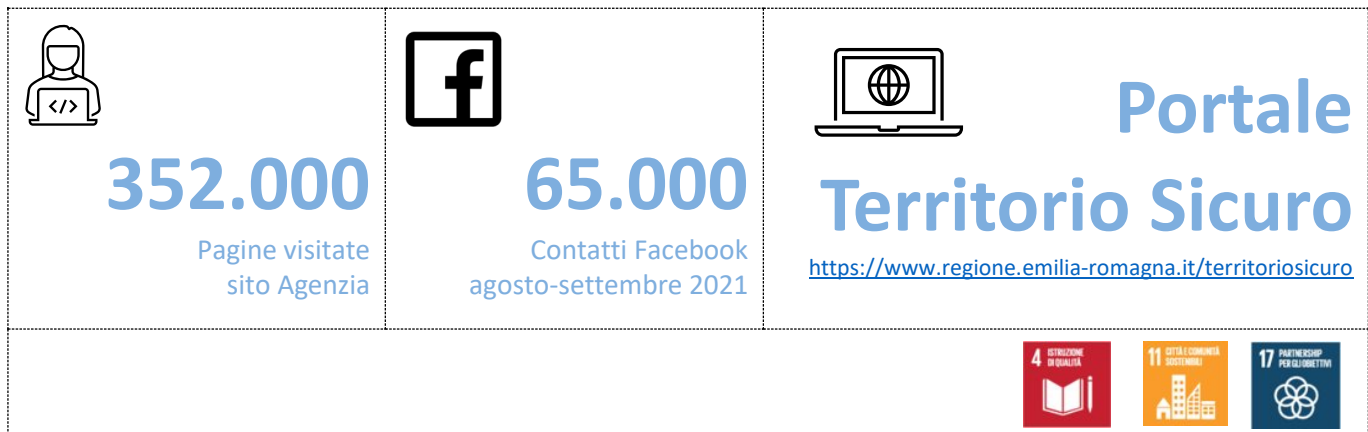 </>
352.000
Pagine visitate
sito Agenzia
f
65.000
Contatti Facebook
agosto-settembre 2021
Portale
Territorio Sicuro
https://www.regione.emilia-romagna.it/territoriosicuro
4 ISTRUZIONE
DI QUALITÀ
11 CITTÀ E COMUNITÀ
SOSTENIBILI
17 PARTNERSHIP
PER GLI OBIETTIVI